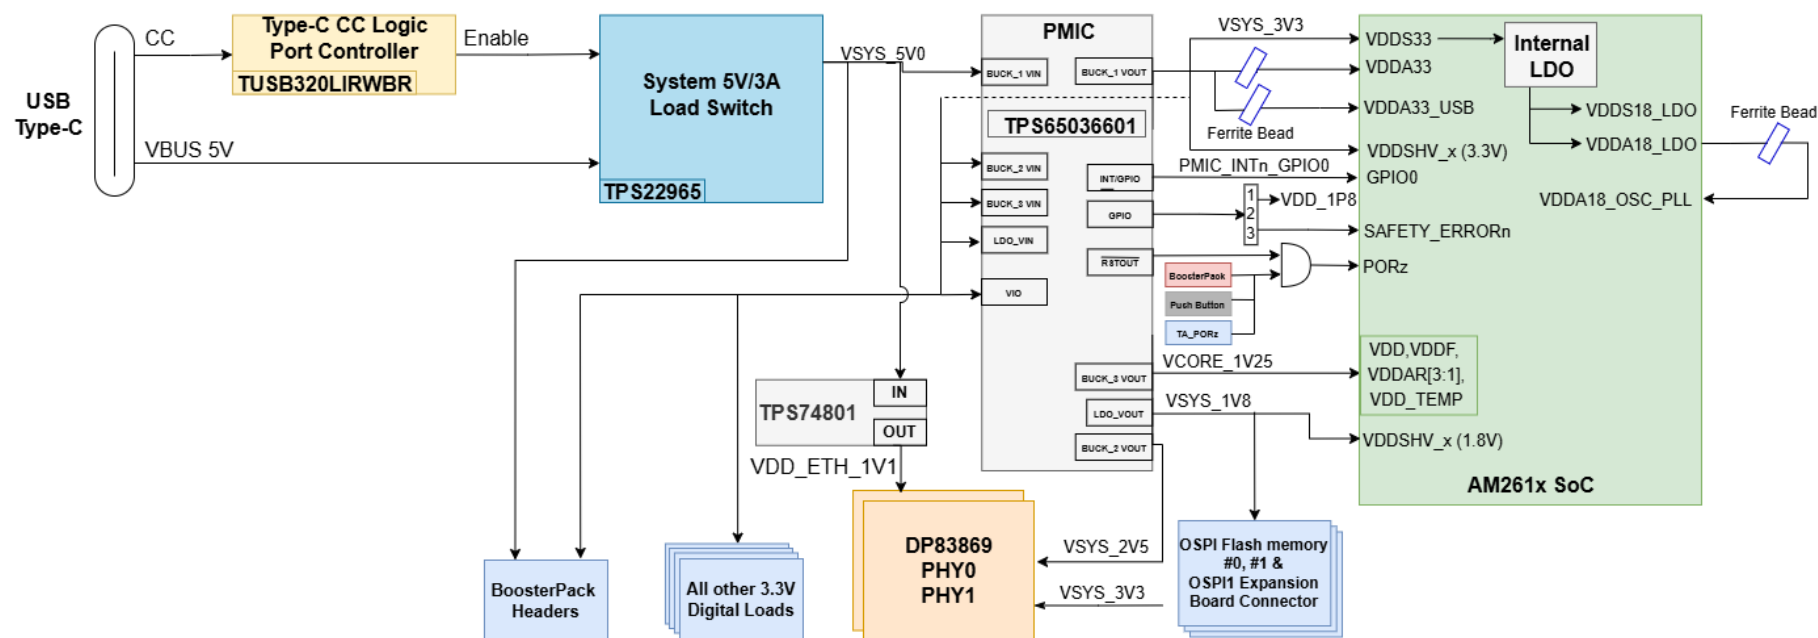 USB
Type-C
CC
VBUS 5V
Type-C CC Logic
Port Controller
TUSB320LIRWBR
Enable
System 5V/3A
Load Switch
TPS22965
VSYS_5V0
PMIC
BUCK_1 VIN
BUCK_1 VOUT
TPS65036601
BUCK_2 VIN
BUCK_3 VIN
LDO_VIN
VIO
INT/GPIO
GPIO
RSTOUT
BUCK_3 VOUT
LDO_VOUT
BUCK_2 VOUT
VSYS_3V3
Ferrite Bead
PMIC_INTn_GPIO0
1
2
3
VDD_1P8
BoosterPack
Push Button
TA_PORz
VCORE_1V25
VSYS_1V8
VDDS33
VDDA33
VDDA33_USB
VDDSHV_x (3.3V)
GPIO0
SAFETY_ERRORn
PORz
VDD,VDDF,
VDDAR[3:1],
VDD_TEMP
VDDSHV_x (1.8V)
Internal
LDO
VDDS18_LDO
VDDA18_LDO
VDDA18_OSC_PLL
AM261x SoC
Ferrite Bead
TPS74801
IN
OUT
VDD_ETH_1V1
DP83869
PHY0
PHY1
VSYS_2V5
VSYS_3V3
BoosterPack
Headers
All other 3.3V
Digital Loads
OSPI Flash memory
#0, #1 &
OSPI1 Expansion
Board Connector